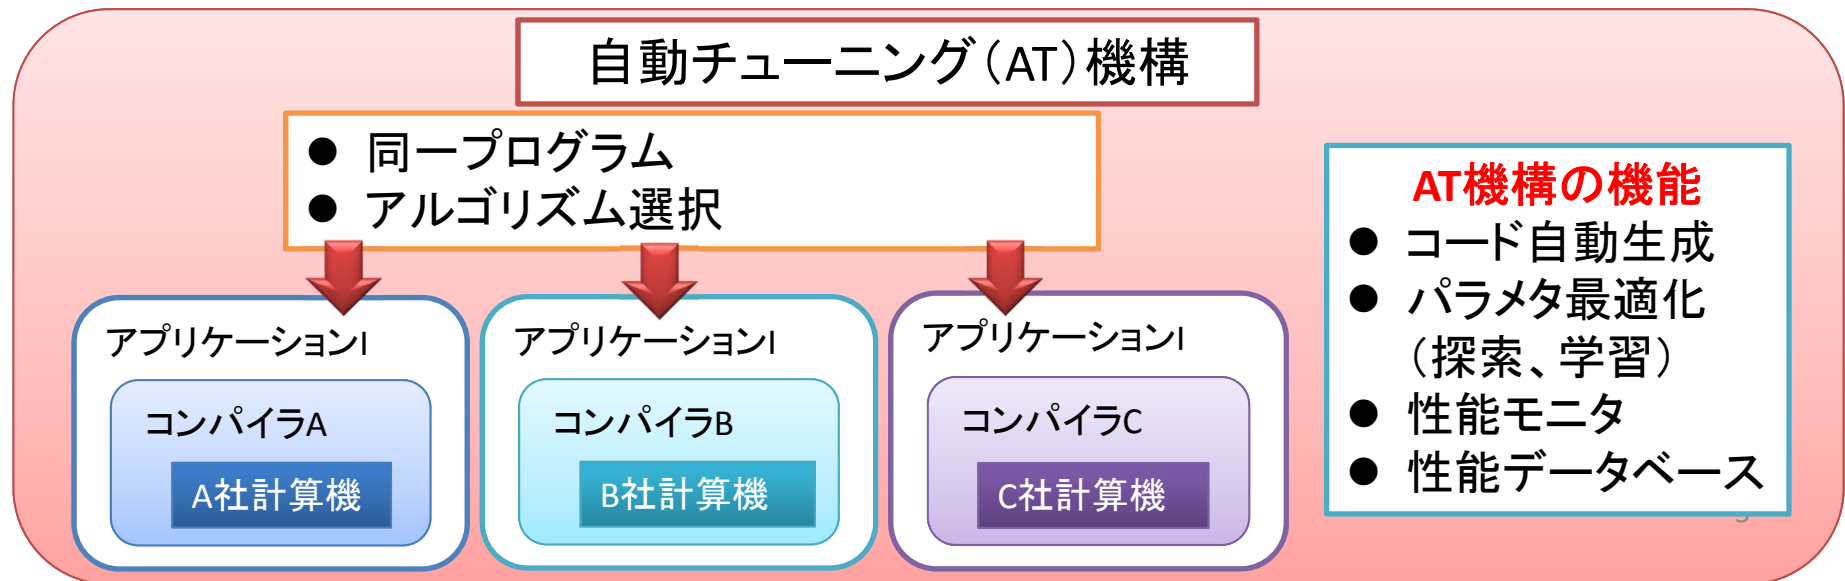 自動チューニング（AT）機構
● 同一プログラム
● アルゴリズム選択
アプリケーションI
コンパイラA
A社計算機
アプリケーションI
コンパイラB
B社計算機
アプリケーションI
コンパイラC
C社計算機
AT機構の機能
● コード自動生成
● パラメタ最適化
（探索、学習）
● 性能モニタ
● 性能データベース